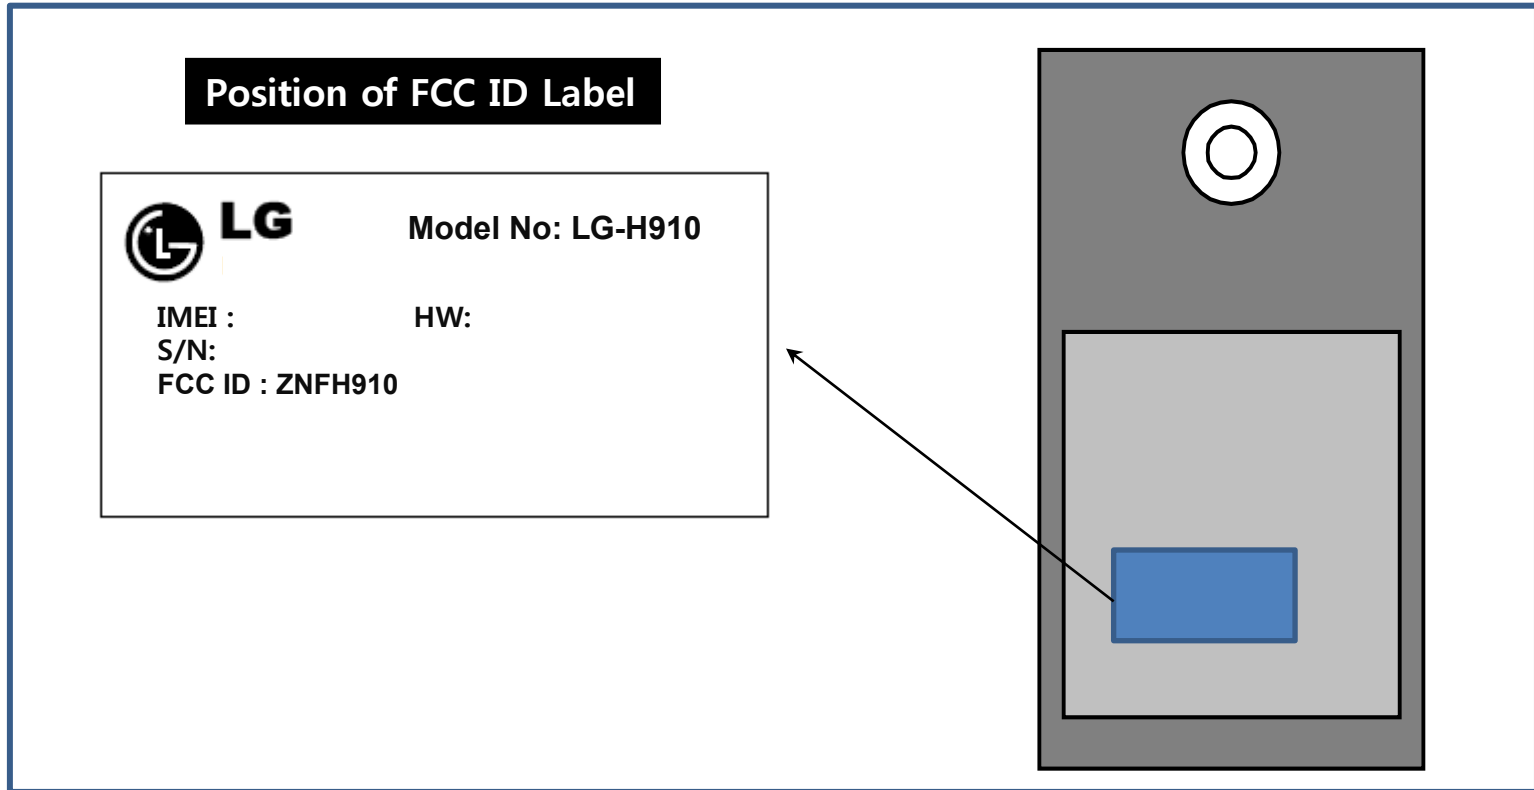 Position of FCC ID Label
LG
Model No: LG-H910
IMEI : HW:
S/N:
FCC ID : ZNFH910